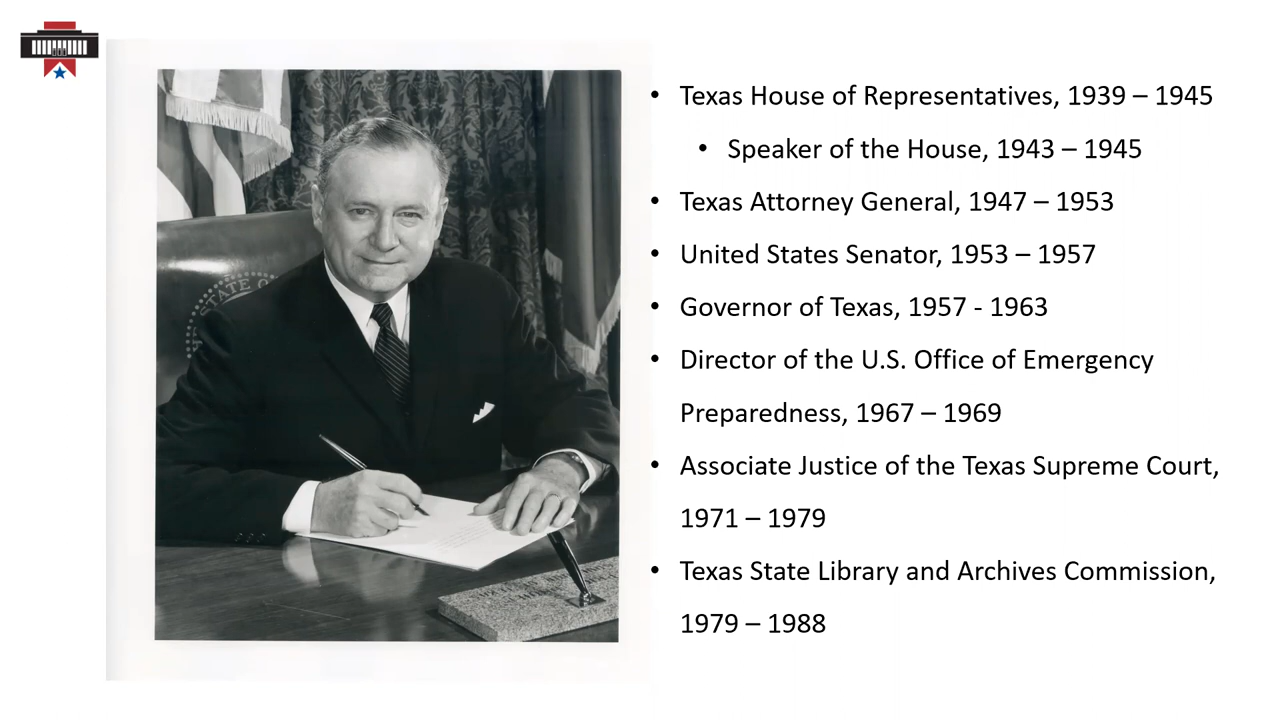 • Texas House of Representatives, 1939 – 1945
• Speaker of the House, 1943 – 1945
• Texas Attorney General, 1947 – 1953
• United States Senator, 1953 – 1957
• Governor of Texas, 1957 - 1963
• Director of the U.S. Office of Emergency
Preparedness, 1967 – 1969
• Associate Justice of the Texas Supreme Court,
1971 – 1979
• Texas State Library and Archives Commission,
1979 – 1988
STATE O